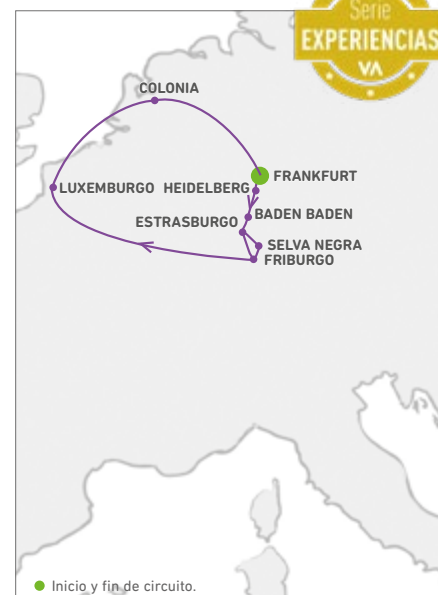 Serie
EXPERIENCIAS
VA
COLONIA
FRANKFURT
LUXEMBURGO
HEIDELBERG
BADEN BADEN
ESTRASBURGO
SELVA NEGRA
FRIBURGO
Inicio y fin de circuito.